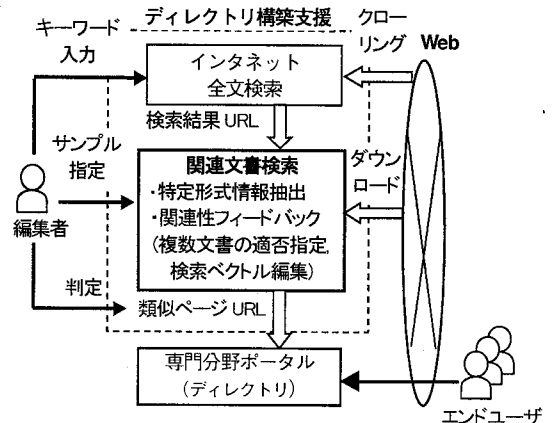 ディレクトリ構築支援
キーワード
入力
クロー
リング
Web
インタネット
全文検索
検索結果 URL
サンプル
指定
関連文書検索
・特定形式情報抽出
・関連性フィードバック
(複数文書の適否指定,
検索ベクトル編集)
ダウン
ロード
編集者
判定
類似ページ URL
専門分野ポータル
(ディレクトリ)
エンドユーザ